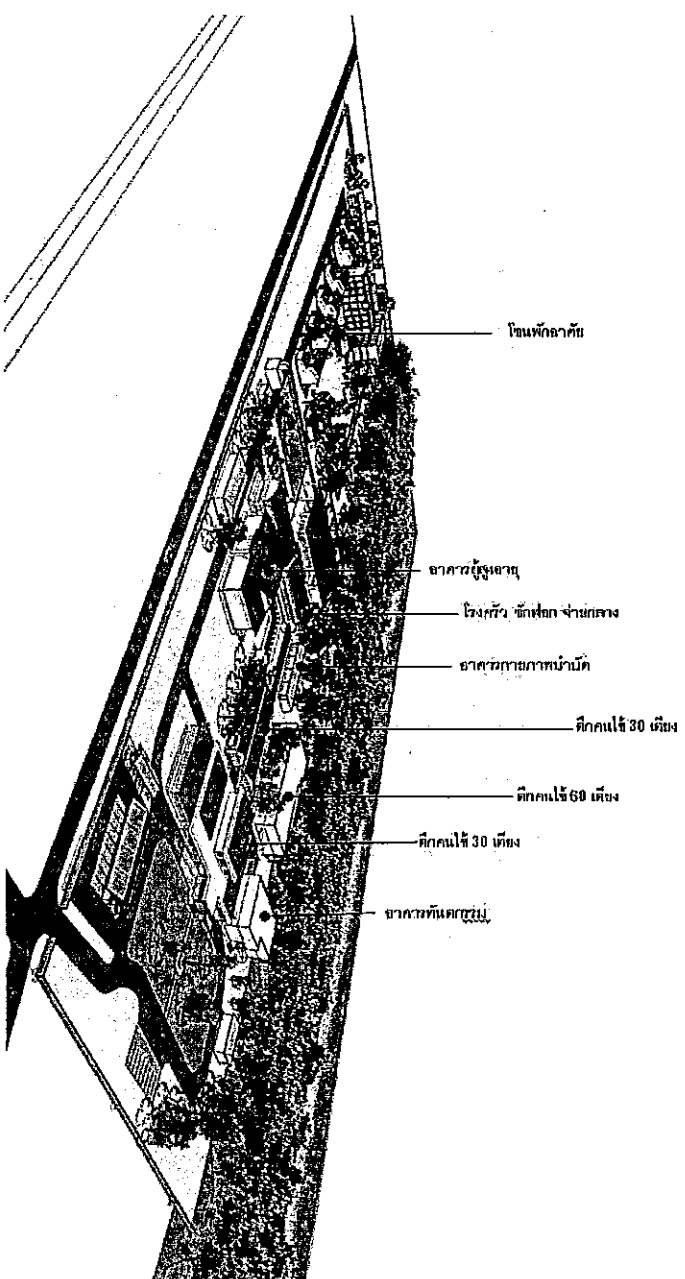 โซนพักอาศัย
อาคารผู้สูงอายุ
โรงครัว ซักฟอก จ่ายกลาง
อาคารกายภาพบำบัด
ตึกคนไข้ 30 เตียง
ตึกคนไข้ 60 เตียง
ตึกคนไข้ 30 เตียง
อาคารทันตกรรม